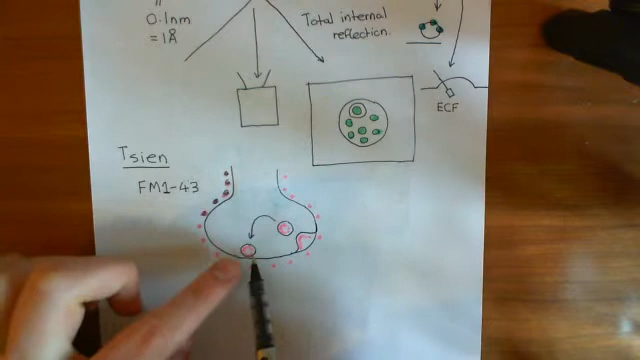 0.1nm
= 1Å
Total internal
reflection.
ECF
Tsien
FM1-43